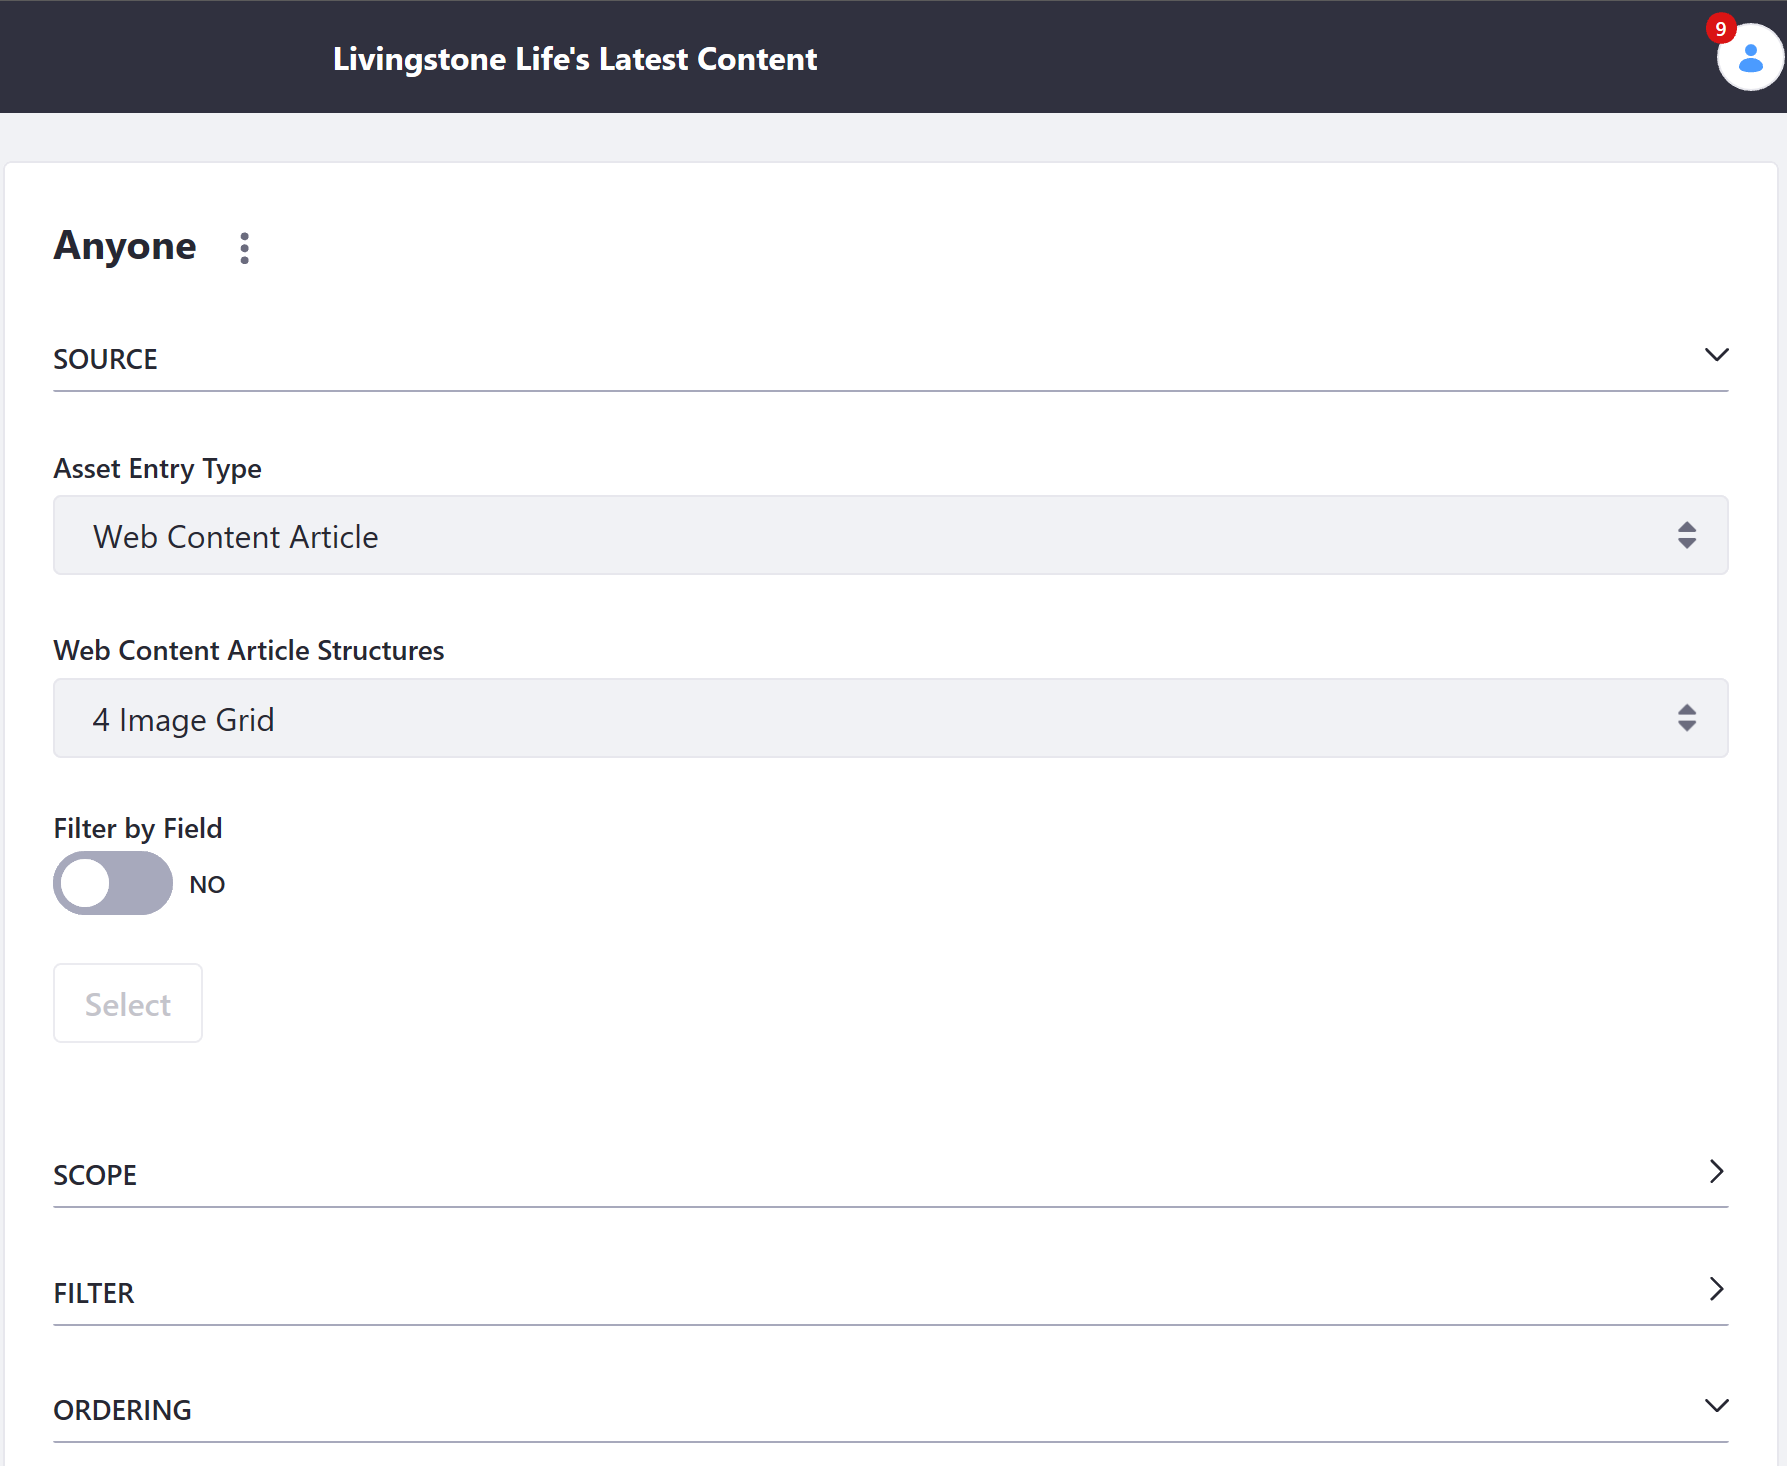 Livingstone Life's Latest Content
9
Anyone
SOURCE
Asset Entry Type
Web Content Article
Web Content Article Structures
4 Image Grid
Filter by Field
NO
Select
SCOPE
FILTER
ORDERING